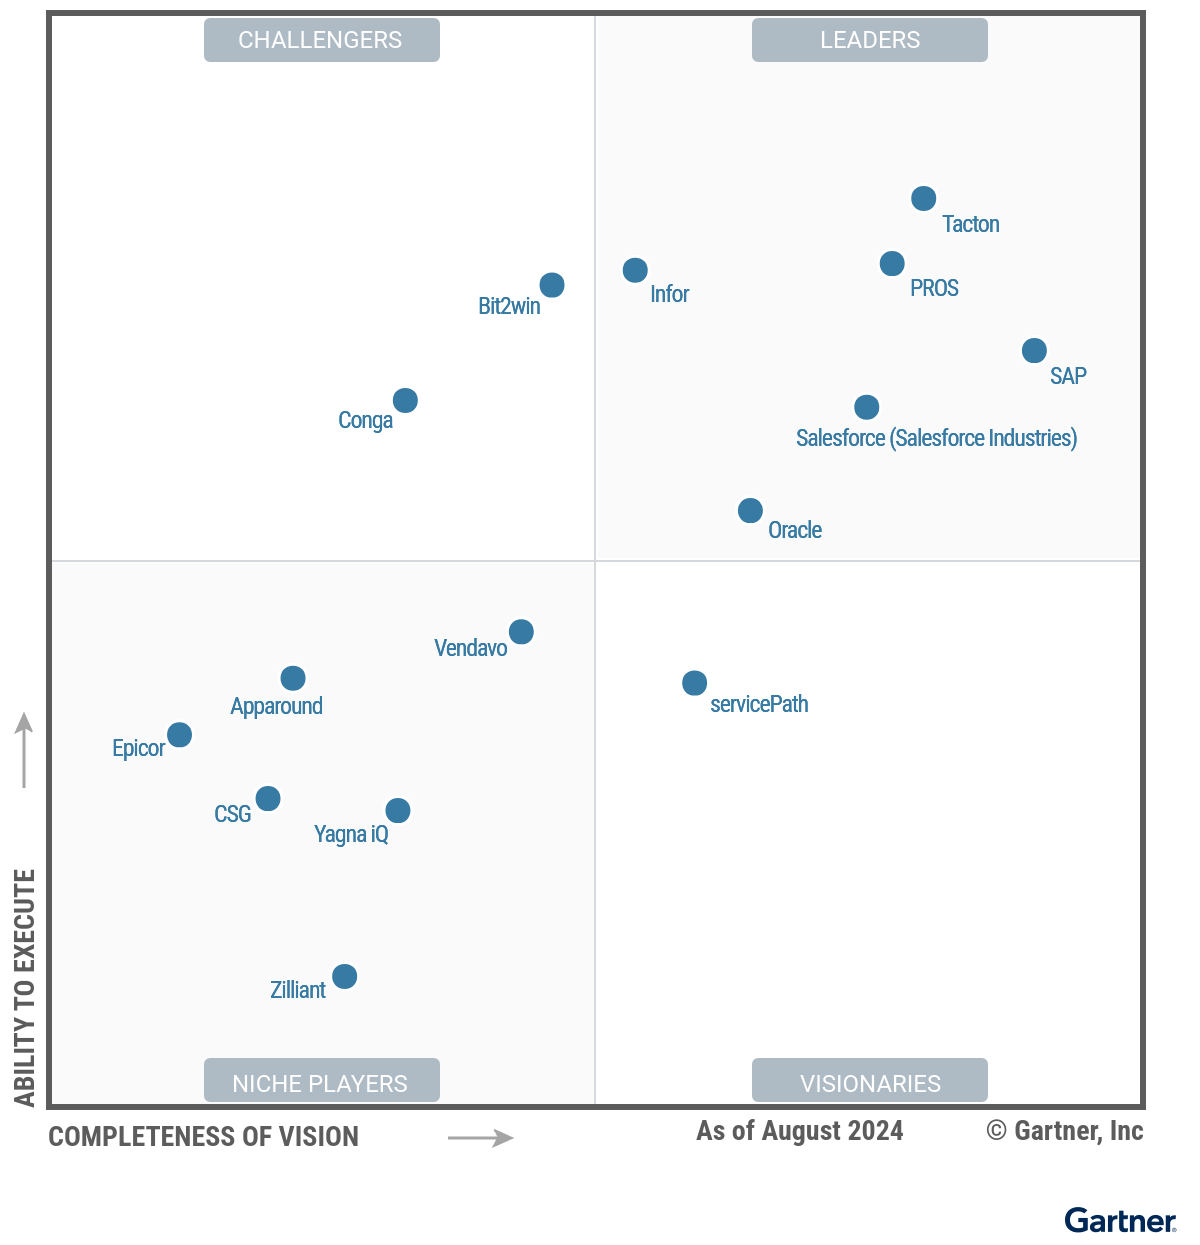 CHALLENGERS
LEADERS
Tacton
PROS
Infor
Bit2win
SAP
Conga
Salesforce (Salesforce Industries)
Oracle
Vendavo
Apparound
servicePath
Epicor
CSG
Yagna iQ
Zilliant
NICHE PLAYERS
VISIONARIES
ABILITY TO EXECUTE
COMPLETENESS OF VISION
As of August 2024
© Gartner, Inc
Gartner®